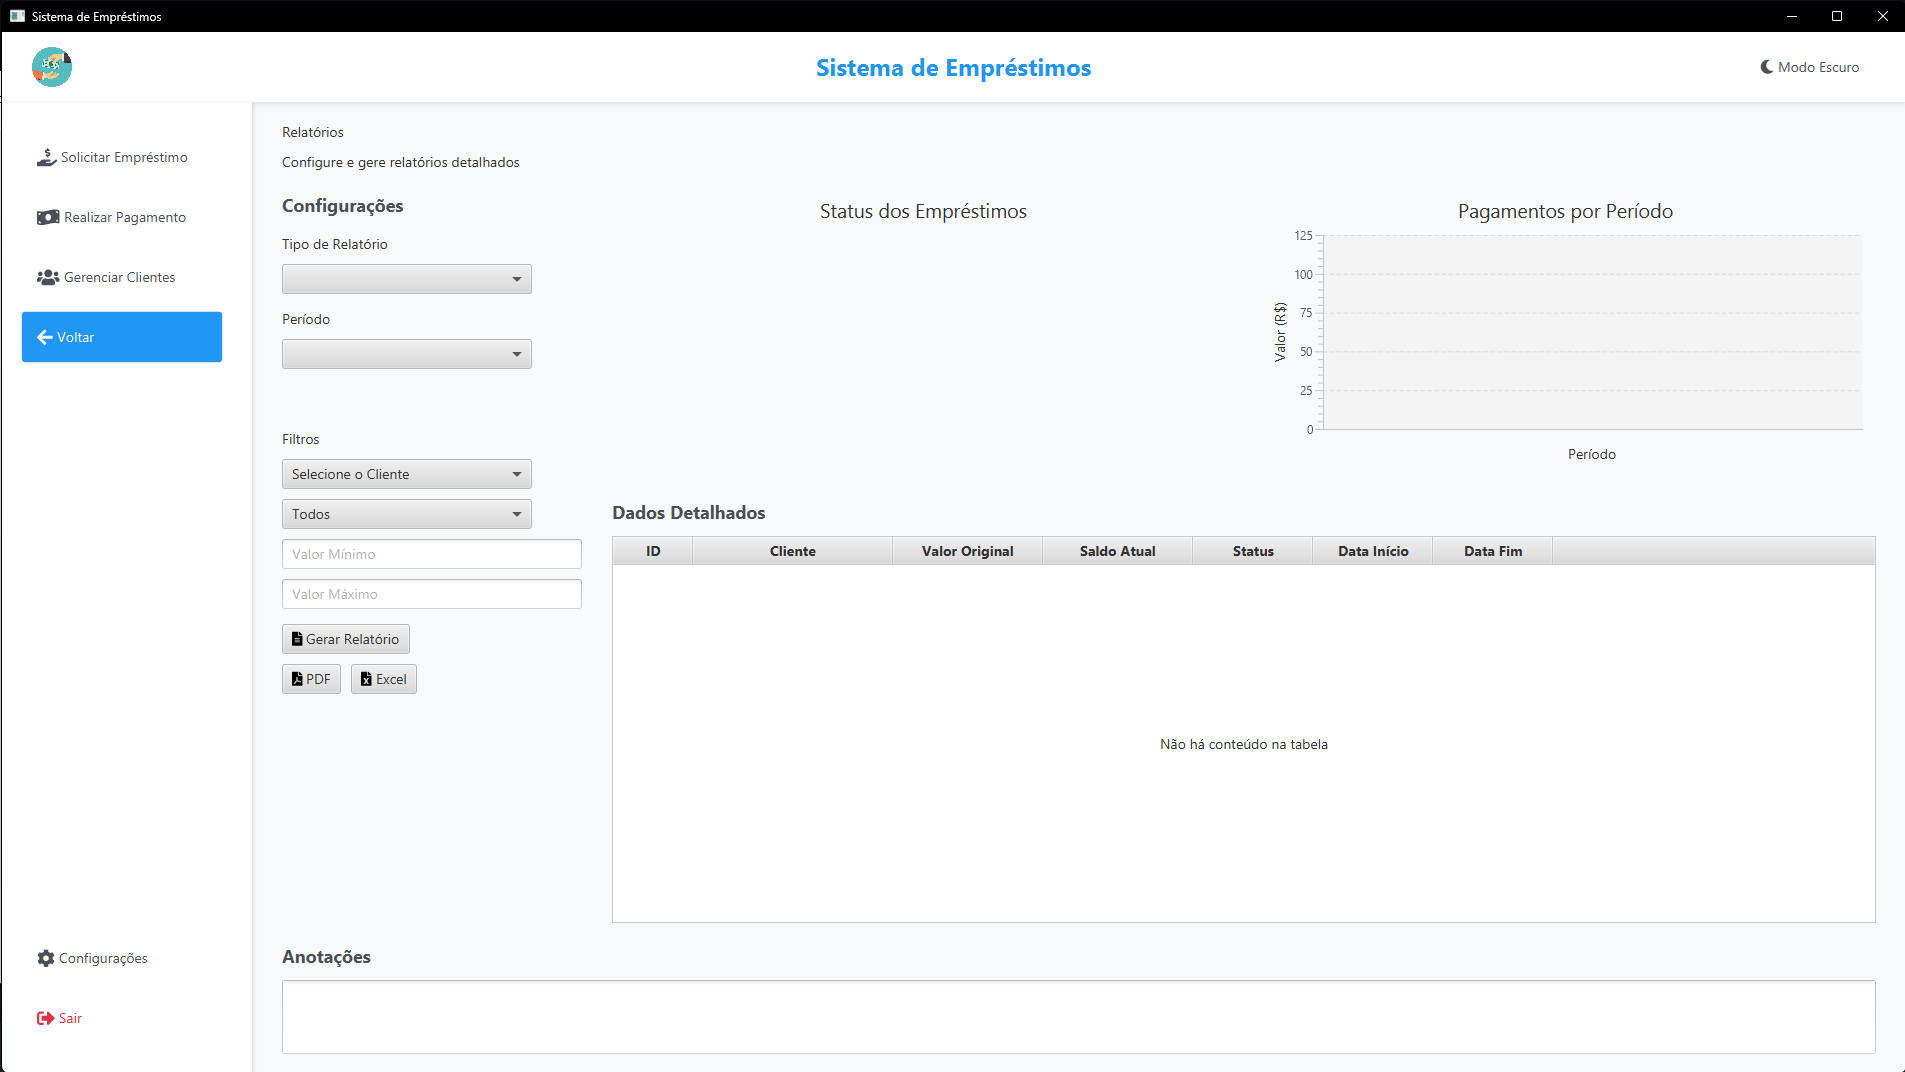 Sistema de Empréstimos
Sistema de Empréstimos
Modo Escuro
Solicitar Empréstimo
Realizar Pagamento
Gerenciar Clientes
Voltar
Configurações
Sair
Relatórios
Configure e gere relatórios detalhados
Configurações
Tipo de Relatório
Período
Filtros
Selecione o Cliente
Todos
Valor Mínimo
Valor Máximo
Gerar Relatório
PDF Excel
Status dos Empréstimos
Pagamentos por Período
125
100
75
50
25
0
Valor (R$)
Período
Dados Detalhados
ID Cliente Valor Original Saldo Atual Status Data Início Data Fim
Não há conteúdo na tabela
Anotações